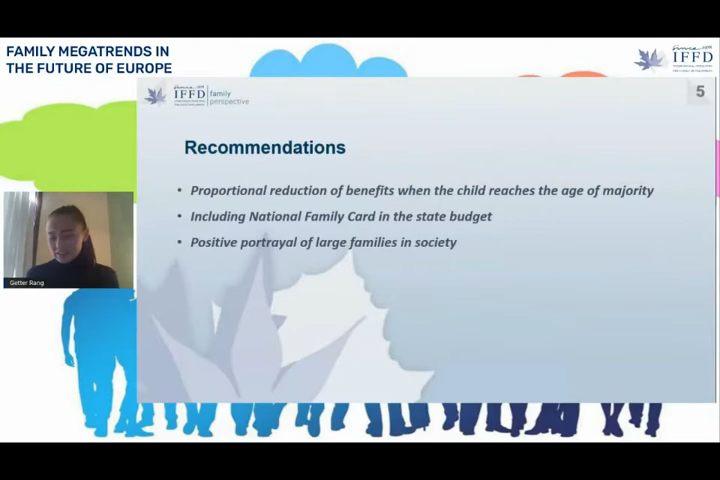 FAMILY MEGATRENDS IN
THE FUTURE OF EUROPE
IFFD
IFFD family
perspective
5
Recommendations
• Proportional reduction of benefits when the child reaches the age of majority
• Including National Family Card in the state budget
• Positive portrayal of large families in society
Getter Rang